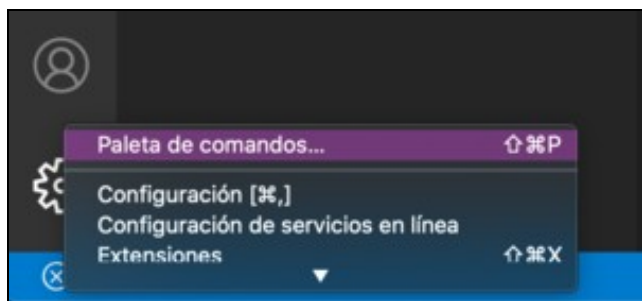 Paleta de comandos... ⇧⌘P
Configuración [⌘,]
Configuración de servicios en línea
Extensiones ⇧⌘X